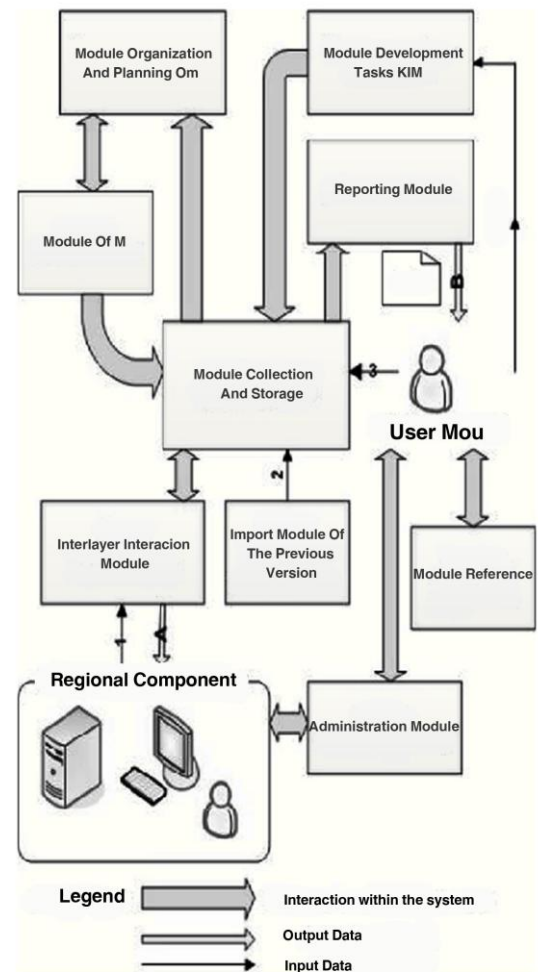 Module Organization
And Planning Om
Module Development
Tasks KIM
Reporting Module
Module Of M
B
Module Collection
And Storage
3
User Mou
2
Interlayer Interacion
Module
Import Module Of
The Previous
Version
Module Reference
1
A
Regional Component
Administration Module
Legend
Interaction within the system
Output Data
Input Data